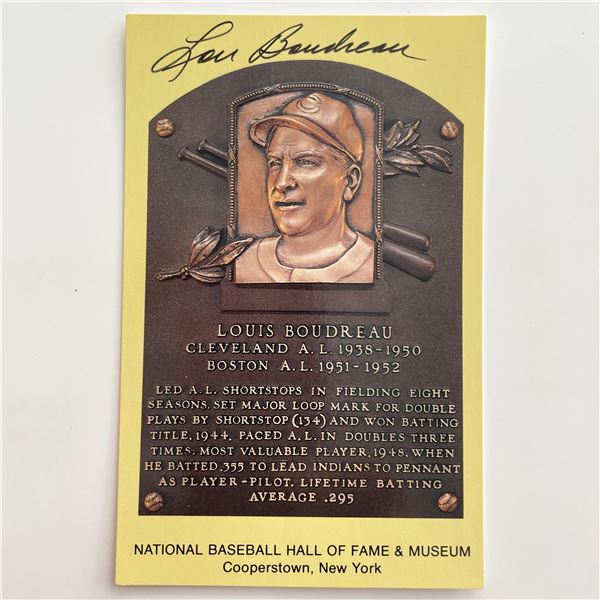 Lou Boudreau
C
LOUIS BOUDREAU
CLEVELAND A.L. 1938-1950
BOSTON A.L. 1951-1952
LED A.L. SHORTSTOPS IN FIELDING EIGHT
SEASONS. SET MAJOR LOOP MARK FOR DOUBLE
PLAYS BY SHORTSTOP (134) AND WON BATTING
TITLE, 1944. PACED A.L. IN DOUBLES THREE
TIMES. MOST VALUABLE PLAYER, 1948, WHEN
HE BATTED .355 TO LEAD INDIANS TO PENNANT
AS PLAYER-PILOT. LIFETIME BATTING
AVERAGE .295
NATIONAL BASEBALL HALL OF FAME & MUSEUM
Cooperstown, New York